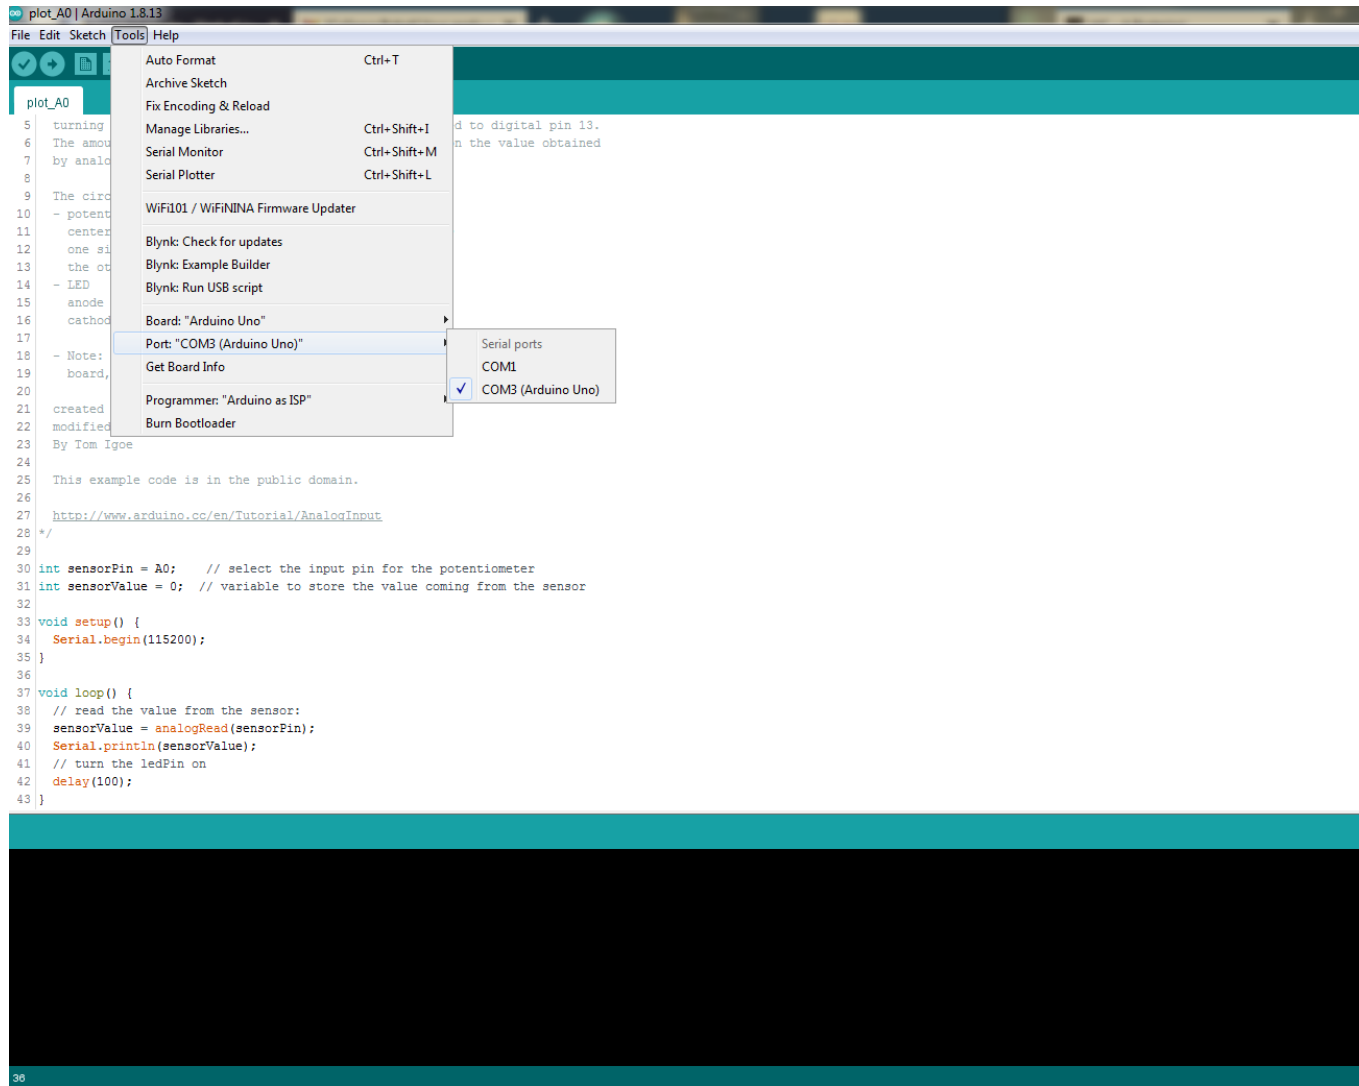 plot_A0 | Arduino 1.8.13
File Edit Sketch Tools Help
Auto Format Ctrl+T
Archive Sketch
Fix Encoding & Reload
Manage Libraries... Ctrl+Shift+I
Serial Monitor Ctrl+Shift+M
Serial Plotter Ctrl+Shift+L
WiFi101 / WiFiNINA Firmware Updater
Blynk: Check for updates
Blynk: Example Builder
Blynk: Run USB script
Board: "Arduino Uno"
Port: "COM3 (Arduino Uno)"
Get Board Info
Programmer: "Arduino as ISP"
Burn Bootloader
Serial ports
COM1
COM3 (Arduino Uno)
plot_A0
5 turning d to digital pin 13.
6 The amou n the value obtained
7 by analo
8
9 The circ
10 - potent
11 center
12 one si
13 the ot
14 - LED
15 anode
16 cathod
17
18 - Note:
19 board,
20
21 created
22 modified
23 By Tom Igoe
24
25 This example code is in the public domain.
26
27 http://www.arduino.cc/en/Tutorial/AnalogInput
28 */
29
30 int sensorPin = A0; // select the input pin for the potentiometer
31 int sensorValue = 0; // variable to store the value coming from the sensor
32
33 void setup() {
34 Serial.begin(115200);
35 }
36
37 void loop() {
38 // read the value from the sensor:
39 sensorValue = analogRead(sensorPin);
40 Serial.println(sensorValue);
41 // turn the ledPin on
42 delay(100);
43 }
36